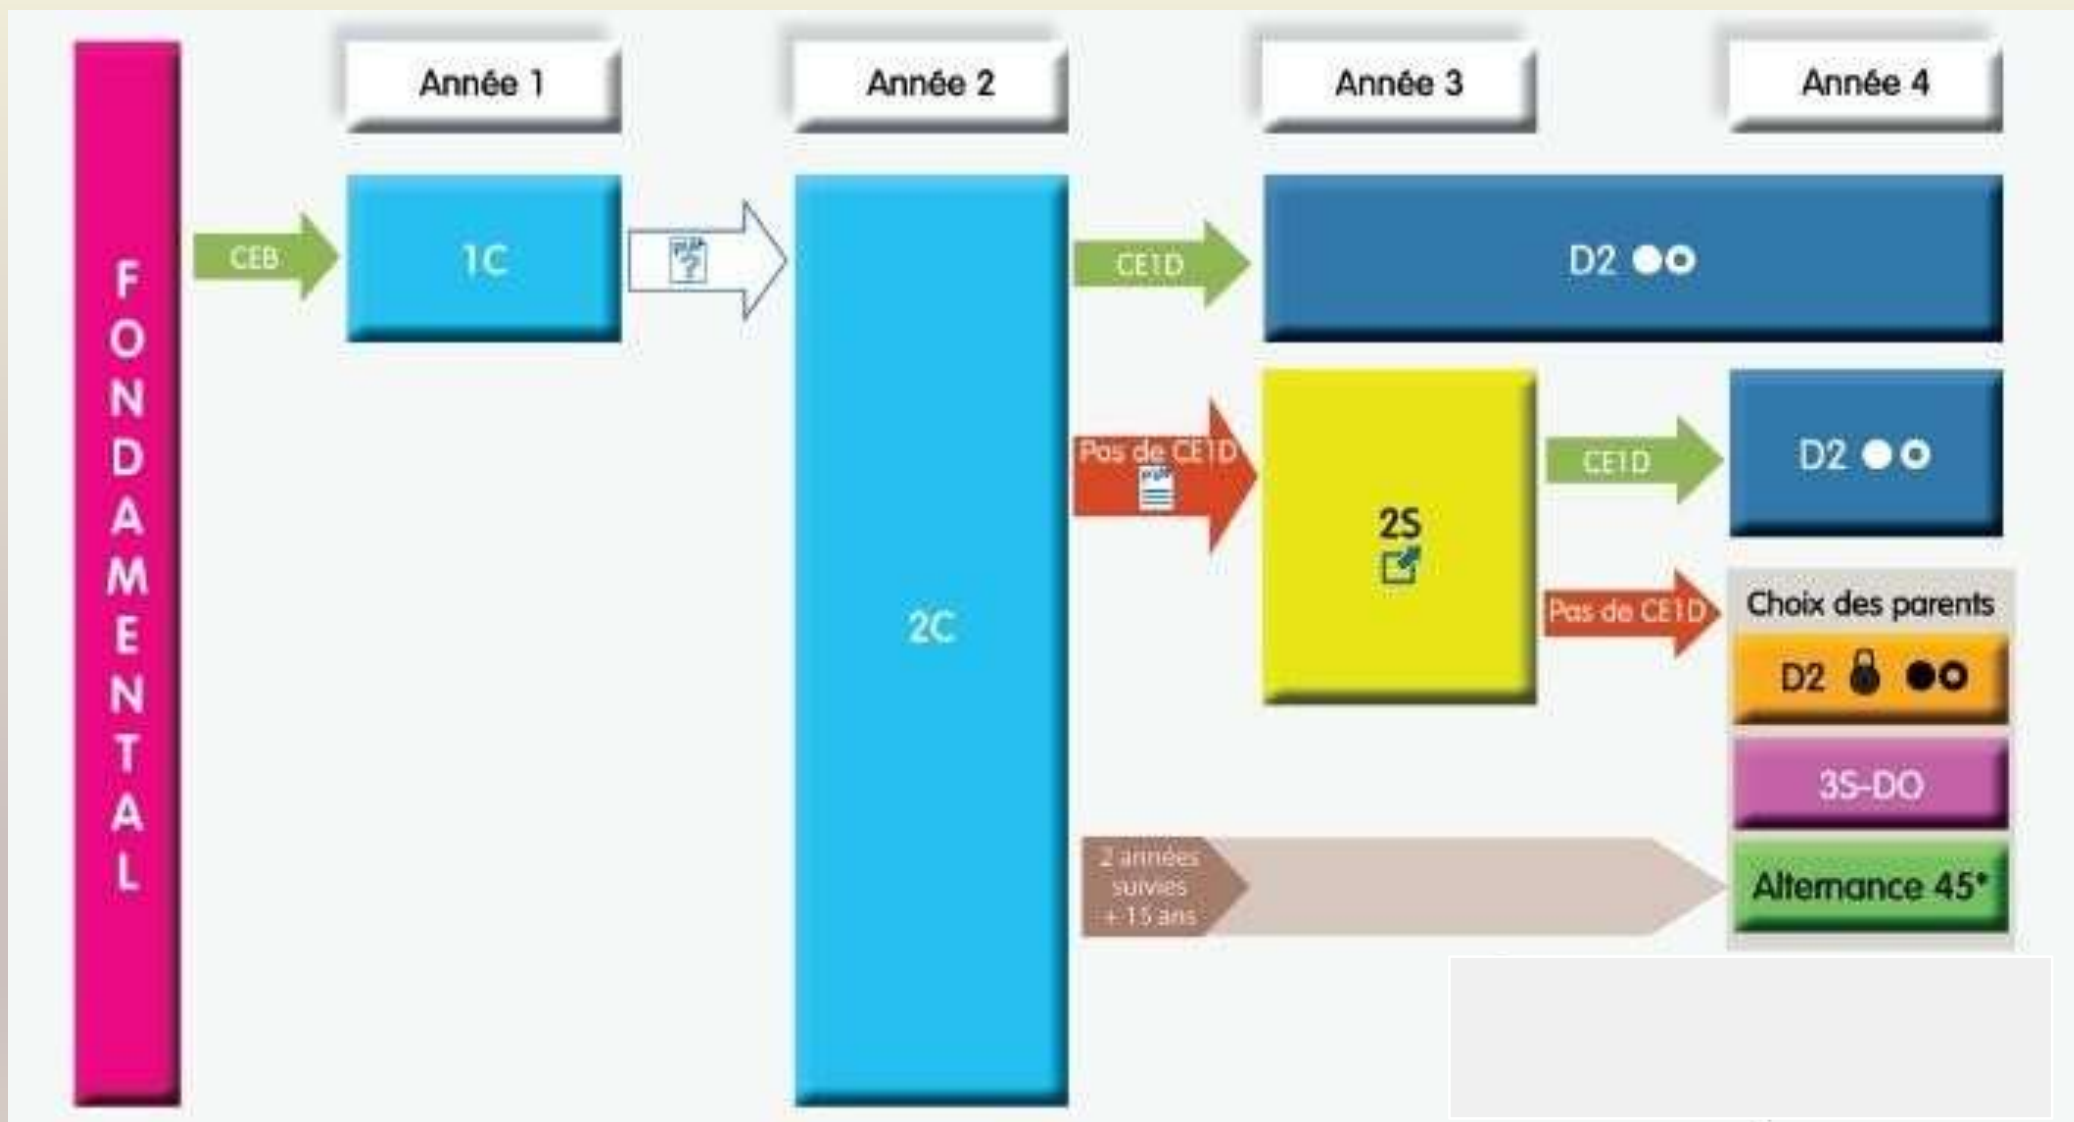 FONDAMENTAL
Année 1
Année 2
Année 3
Année 4
CEB
1C
?
2C
CE1D
D2
Pas de CE1D
2S
CE1D
D2
Pas de CE1D
Choix des parents
D2
3S-DO
2 années
suivies
+ 15 ans
Alternance 45*